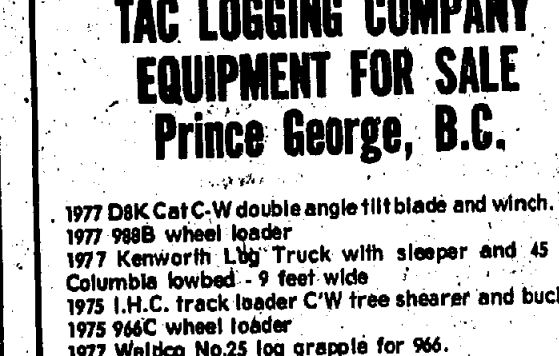 TAC LOGGING COMPANY
EQUIPMENT FOR SALE
Prince George, B.C.
1977 D8K Cat C-W double angle tilt blade and winch.
1977 988B wheel loader
1977 Kenworth Log Truck with sleeper and 45
Columbia lowbed - 9 feet wide
1975 I.H.C. track loader C'W tree shearer and buc
1975 966C wheel loader
1977 Weldco No.25 log grapple for 966.